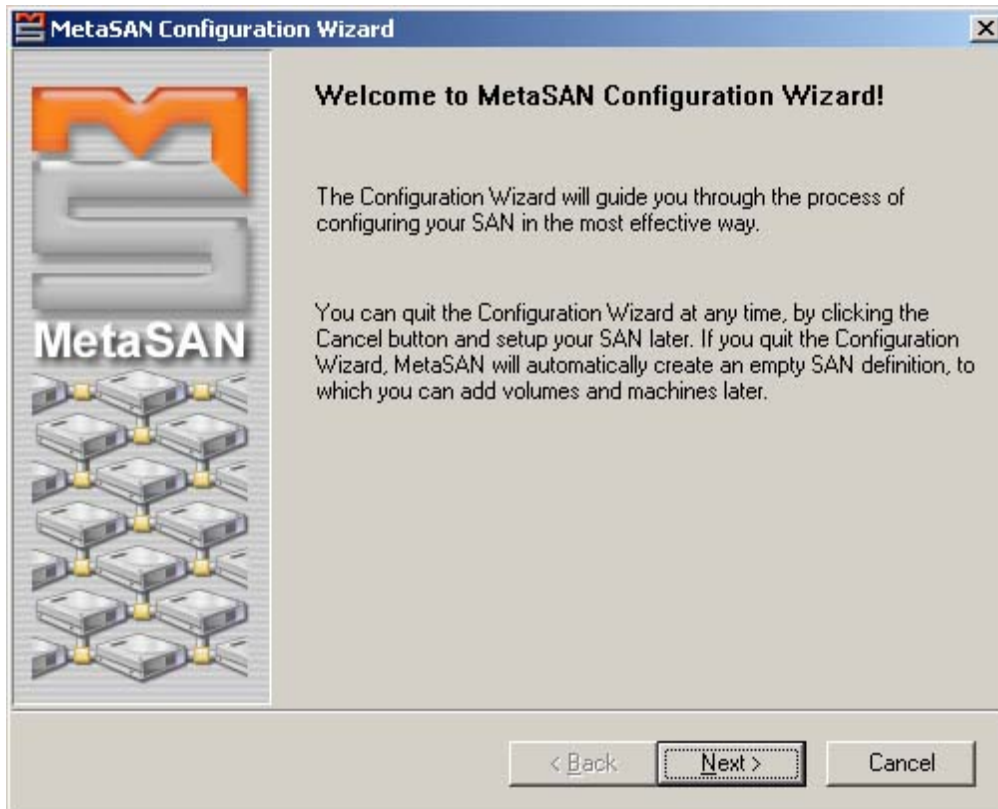 MetaSAN Configuration Wizard
Welcome to MetaSAN Configuration Wizard!
The Configuration Wizard will guide you through the process of
configuring your SAN in the most effective way.
You can quit the Configuration Wizard at any time, by clicking the
Cancel button and setup your SAN later. If you quit the Configuration
Wizard, MetaSAN will automatically create an empty SAN definition, to
which you can add volumes and machines later.
MetaSAN
< Back
Next >
Cancel